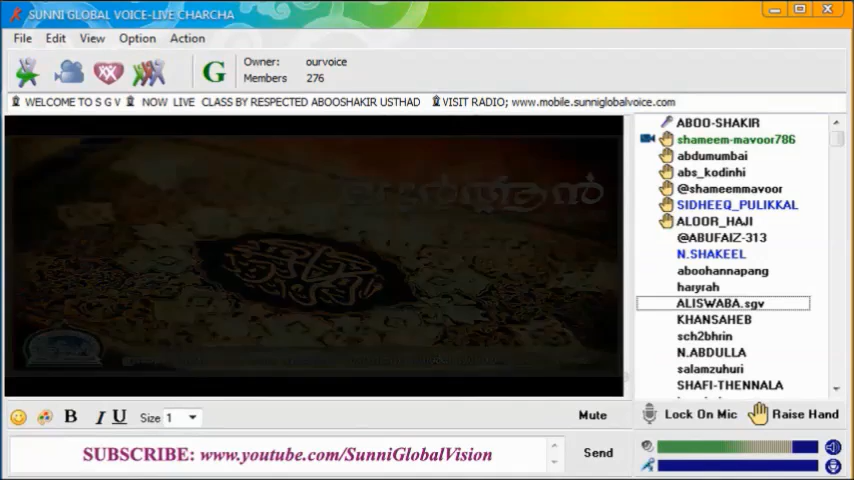 SUNNI GLOBAL VOICE-LIVE CHARCHA
File Edit View Option Action
G
Owner: ourvoice
Members 276
WELCOME TO S G V NOW LIVE CLASS BY RESPECTED ABOOSHAKIR USTHAD VISIT RADIO; www.mobile.sunniglobalvoice.com
ABOO-SHAKIR
shameem-mavoor786
abdumumbai
abs_kodinhi
@shameemmavoor
SIDHEEQ_PULIKKAL
ALOOR_HAJI
@ABUFAIZ-313
N.SHAKEEL
aboohannapang
haryrah
ALISWABA.sgv
KHANSAHEB
sch2bhrin
N.ABDULLA
salamzuhuri
SHAFI-THENNALA
B I U Size 1 Mute
Lock On Mic Raise Hand
SUBSCRIBE: www.youtube.com/SunniGlobalVision
Send